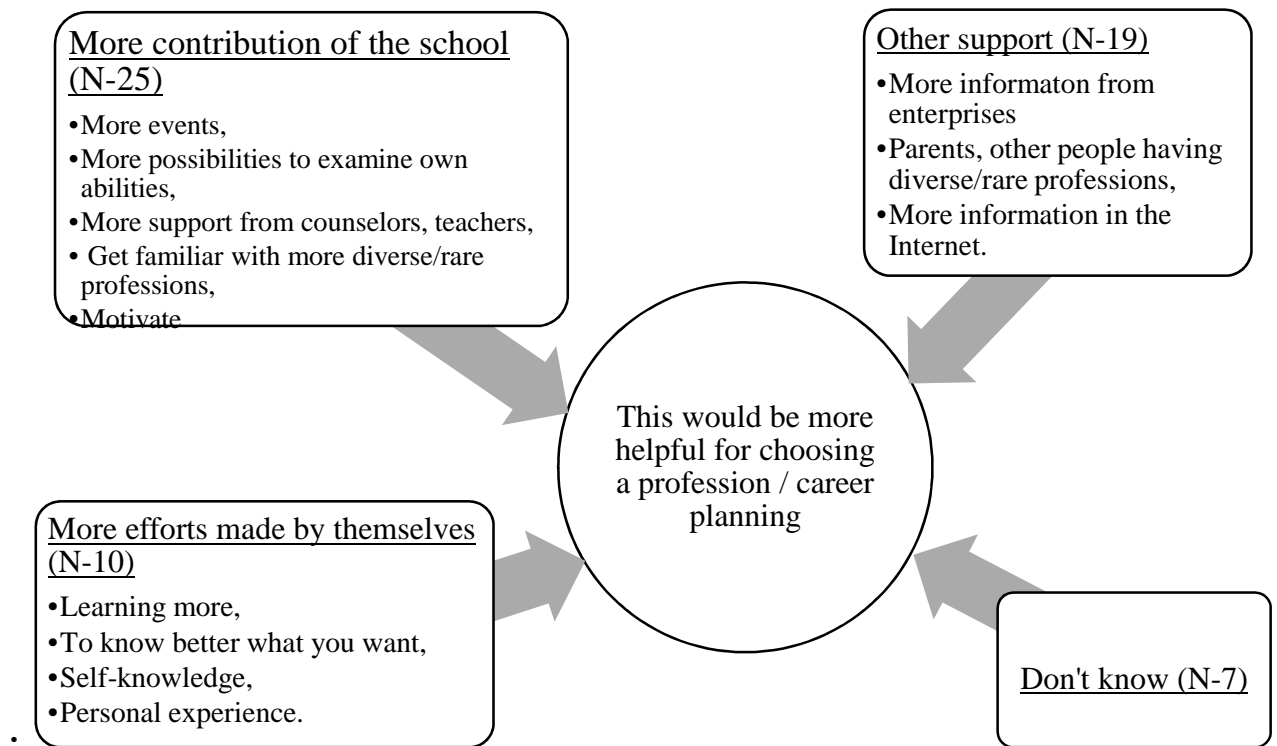 More contribution of the school
(N-25)
•More events,
•More possibilities to examine own
abilities,
•More support from counselors, teachers,
• Get familiar with more diverse/rare
professions,
•Motivate
Other support (N-19)
•More informaton from
enterprises
•Parents, other people having
diverse/rare professions,
•More information in the
Internet.
This would be more
helpful for choosing
a profession / career
planning
More efforts made by themselves
(N-10)
•Learning more,
•To know better what you want,
•Self-knowledge,
•Personal experience.
Don't know (N-7)
.